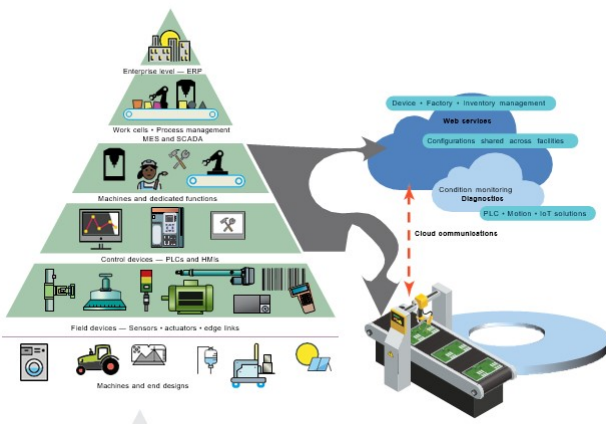 Enterprise level — ERP
Work cells • Process management
MES and SCADA
Machines and dedicated functions
Control devices — PLCs and HMIs
Field devices — Sensors • actuators • edge links
Machines and end designs
Device • Factory • Inventory management
Web services
Configurations shared across facilities
Condition monitoring
Diagnostics
PLC • Motion • IoT solutions
Cloud communications